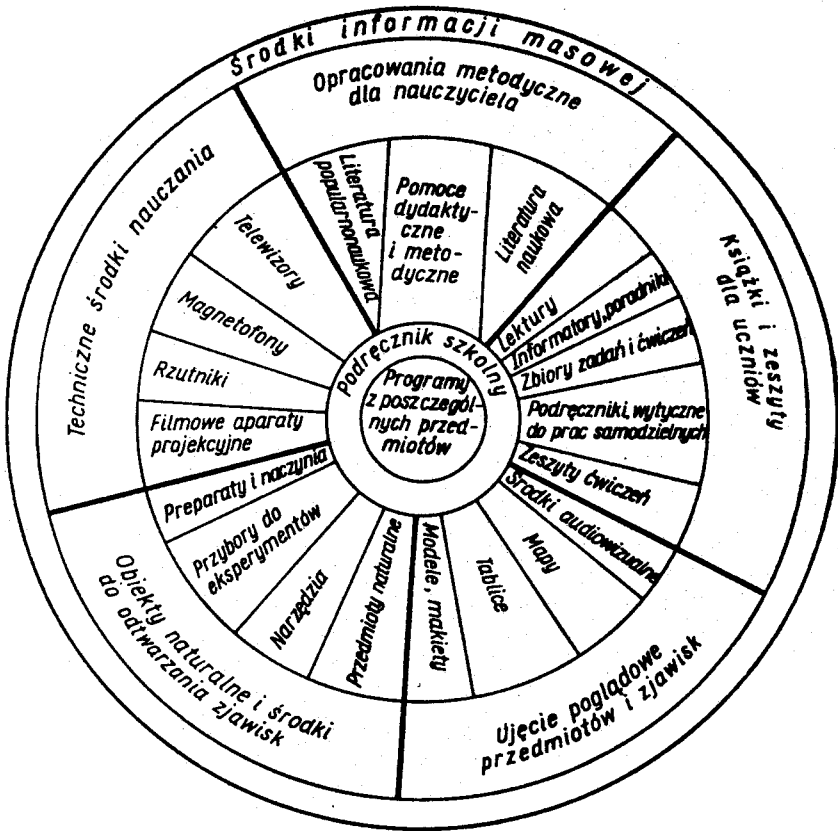 Środki informacji masowej
Opracowania metodyczne
dla nauczyciela
Literatura
popularnonaukowa
Pomoce
dydakty-
czne
i meto-
dyczne
Literatura
naukowa
Książki i zeszyty
dla uczniów
Lektury
Informatory, poradniki
Zbiory zadań i ćwiczeń
Podręczniki, wytyczne
do prac samodzielnych
Zeszyty ćwiczeń
Ujęcie poglądowe
przedmiotów i zjawisk
Środki audiowizualne
Mapy
Tablice
Modele, makiety
Obiekty naturalne i środki
do odtwarzania zjawisk
Przedmioty naturalne
Narzędzia
Przybory do
eksperymentów
Preparaty i naczynia
Techniczne środki nauczania
Filmowe aparaty
projekcyjne
Rzutniki
Magnetofony
Telewizory
Podręcznik szkolny
Programy
z poszczegól-
nych przed-
miotów